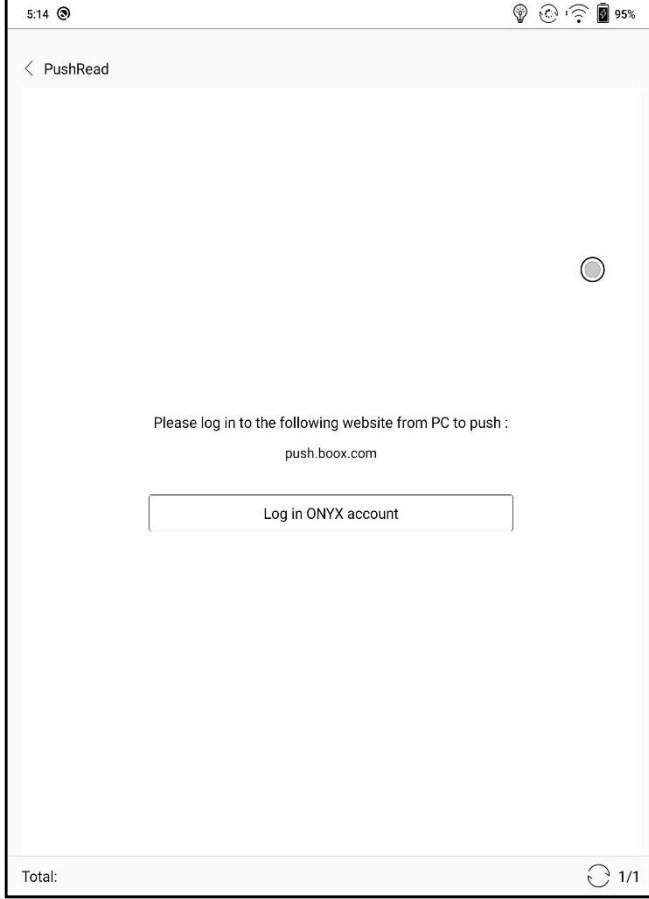 5:14
95%
PushRead
Please log in to the following website from PC to push :
push.boox.com
Log in ONYX account
Total:
1/1